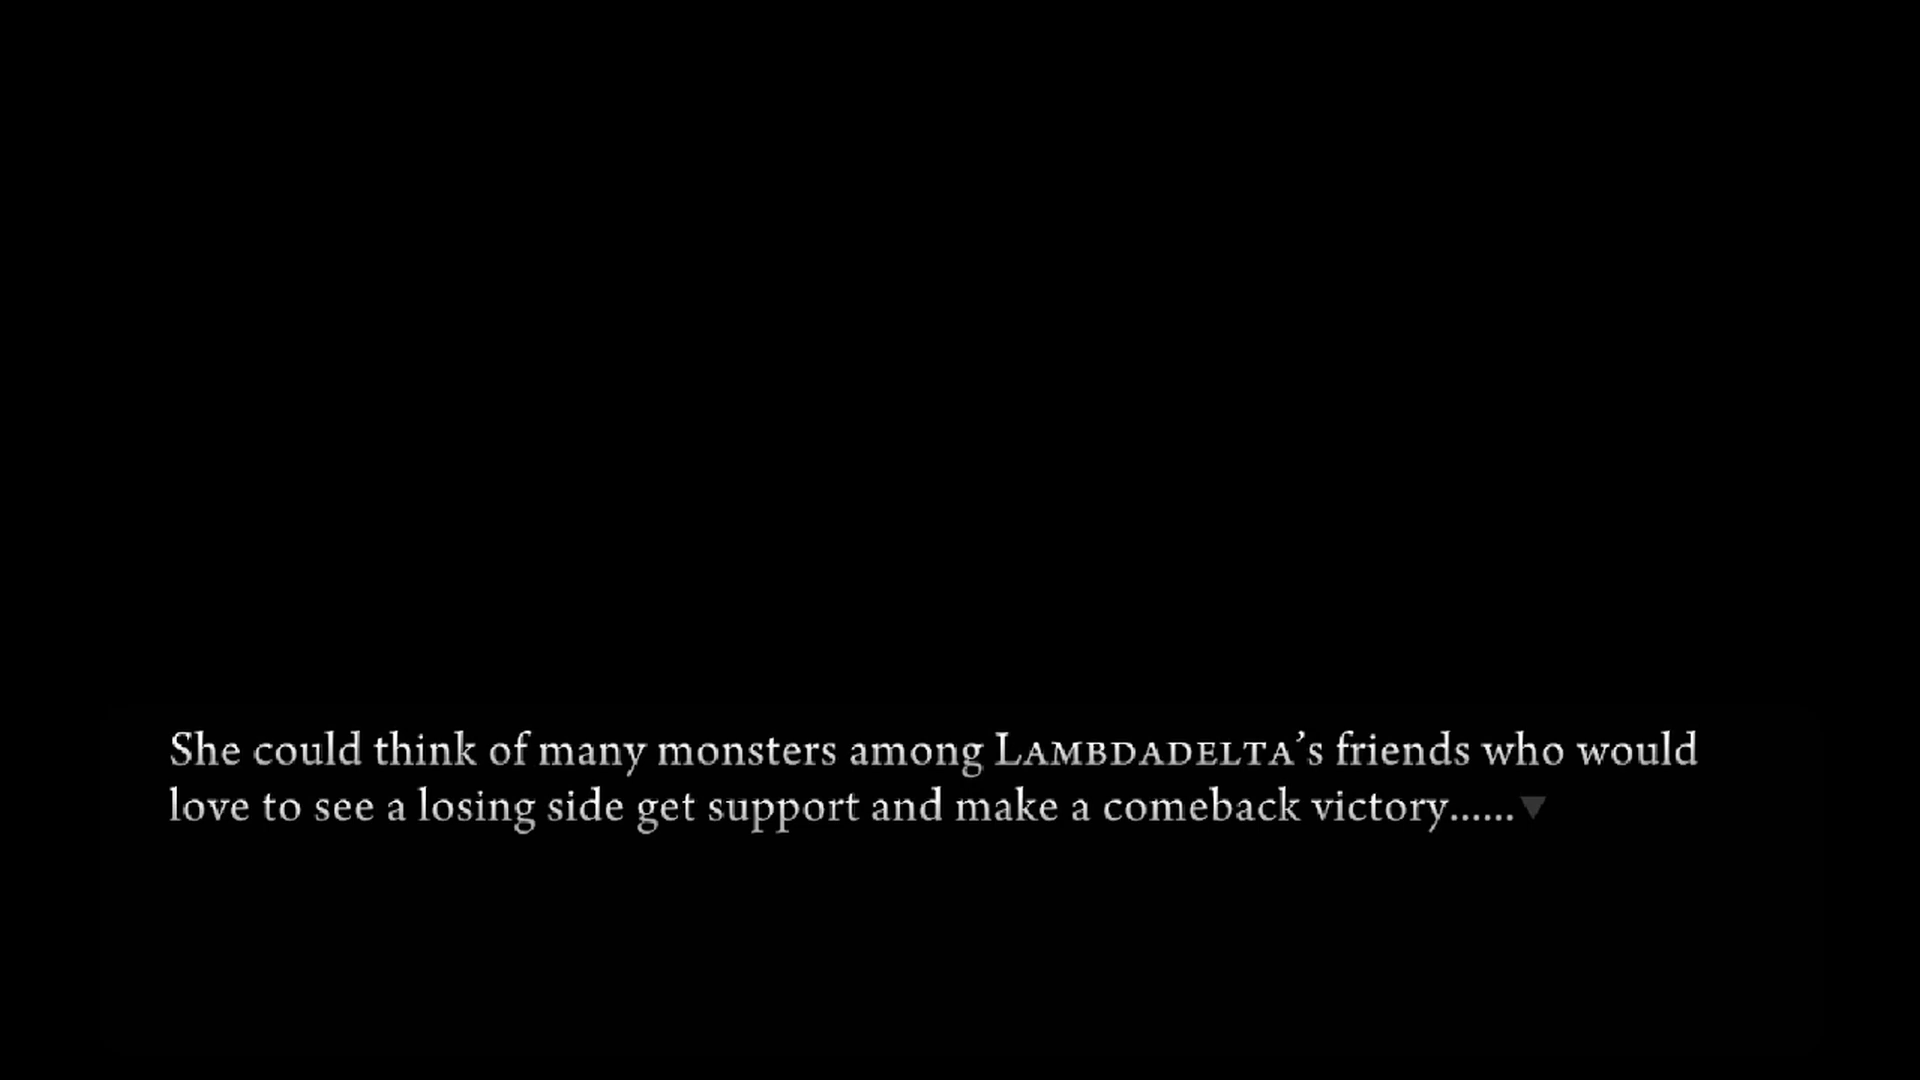 She could think of many monsters among LAMBDADELTA’s friends who would
love to see a losing side get support and make a comeback victory......